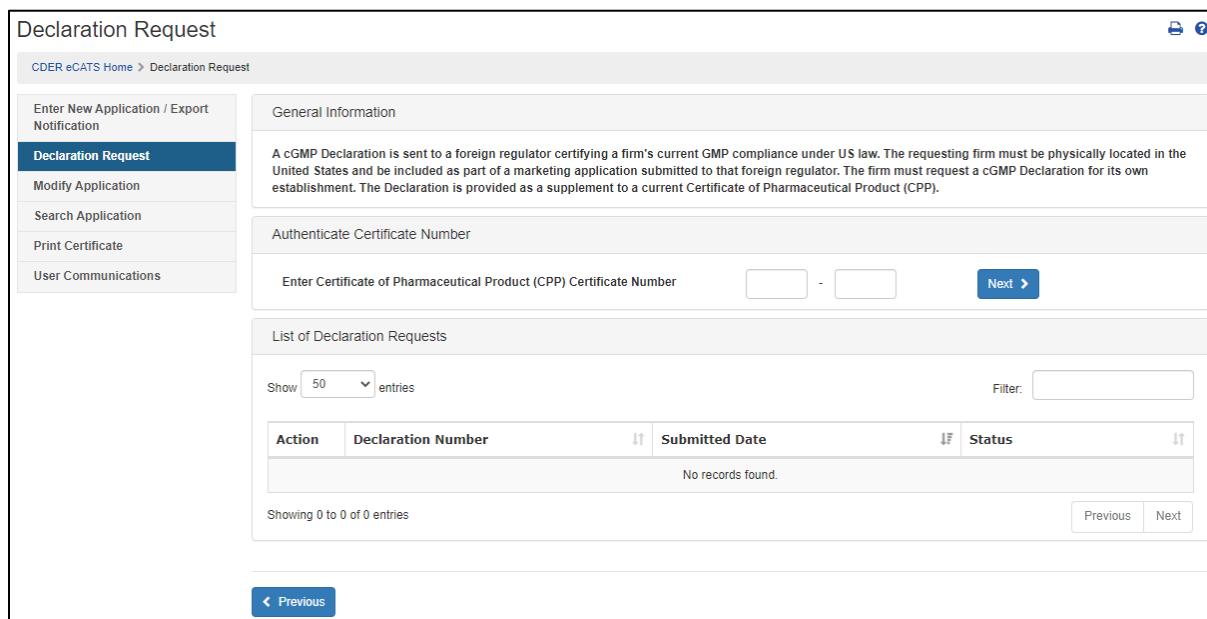 Declaration Request
CDER eCATS Home > Declaration Request
Enter New Application / Export
Notification
Declaration Request
Modify Application
Search Application
Print Certificate
User Communications
General Information
A cGMP Declaration is sent to a foreign regulator certifying a firm's current GMP compliance under US law. The requesting firm must be physically located in the
United States and be included as part of a marketing application submitted to that foreign regulator. The firm must request a cGMP Declaration for its own
establishment. The Declaration is provided as a supplement to a current Certificate of Pharmaceutical Product (CPP).
Authenticate Certificate Number
Enter Certificate of Pharmaceutical Product (CPP) Certificate Number - Next >
List of Declaration Requests
Show 50 entries Filter:
Action Declaration Number Submitted Date Status
No records found.
Showing 0 to 0 of 0 entries Previous Next
< Previous